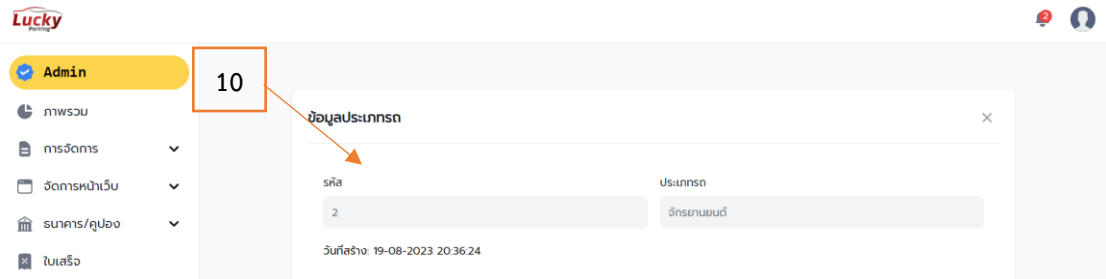 Lucky
Parking
2
Admin
10
ภาพรวม
ข้อมูลประเภทรถ
การจัดการ
จัดการหน้าเว็บ
รหัส
ประเภทรถ
2
จักรยานยนต์
ธนาคาร/คูปอง
วันที่สร้าง: 19-08-2023 20:36:24
ใบเสร็จ